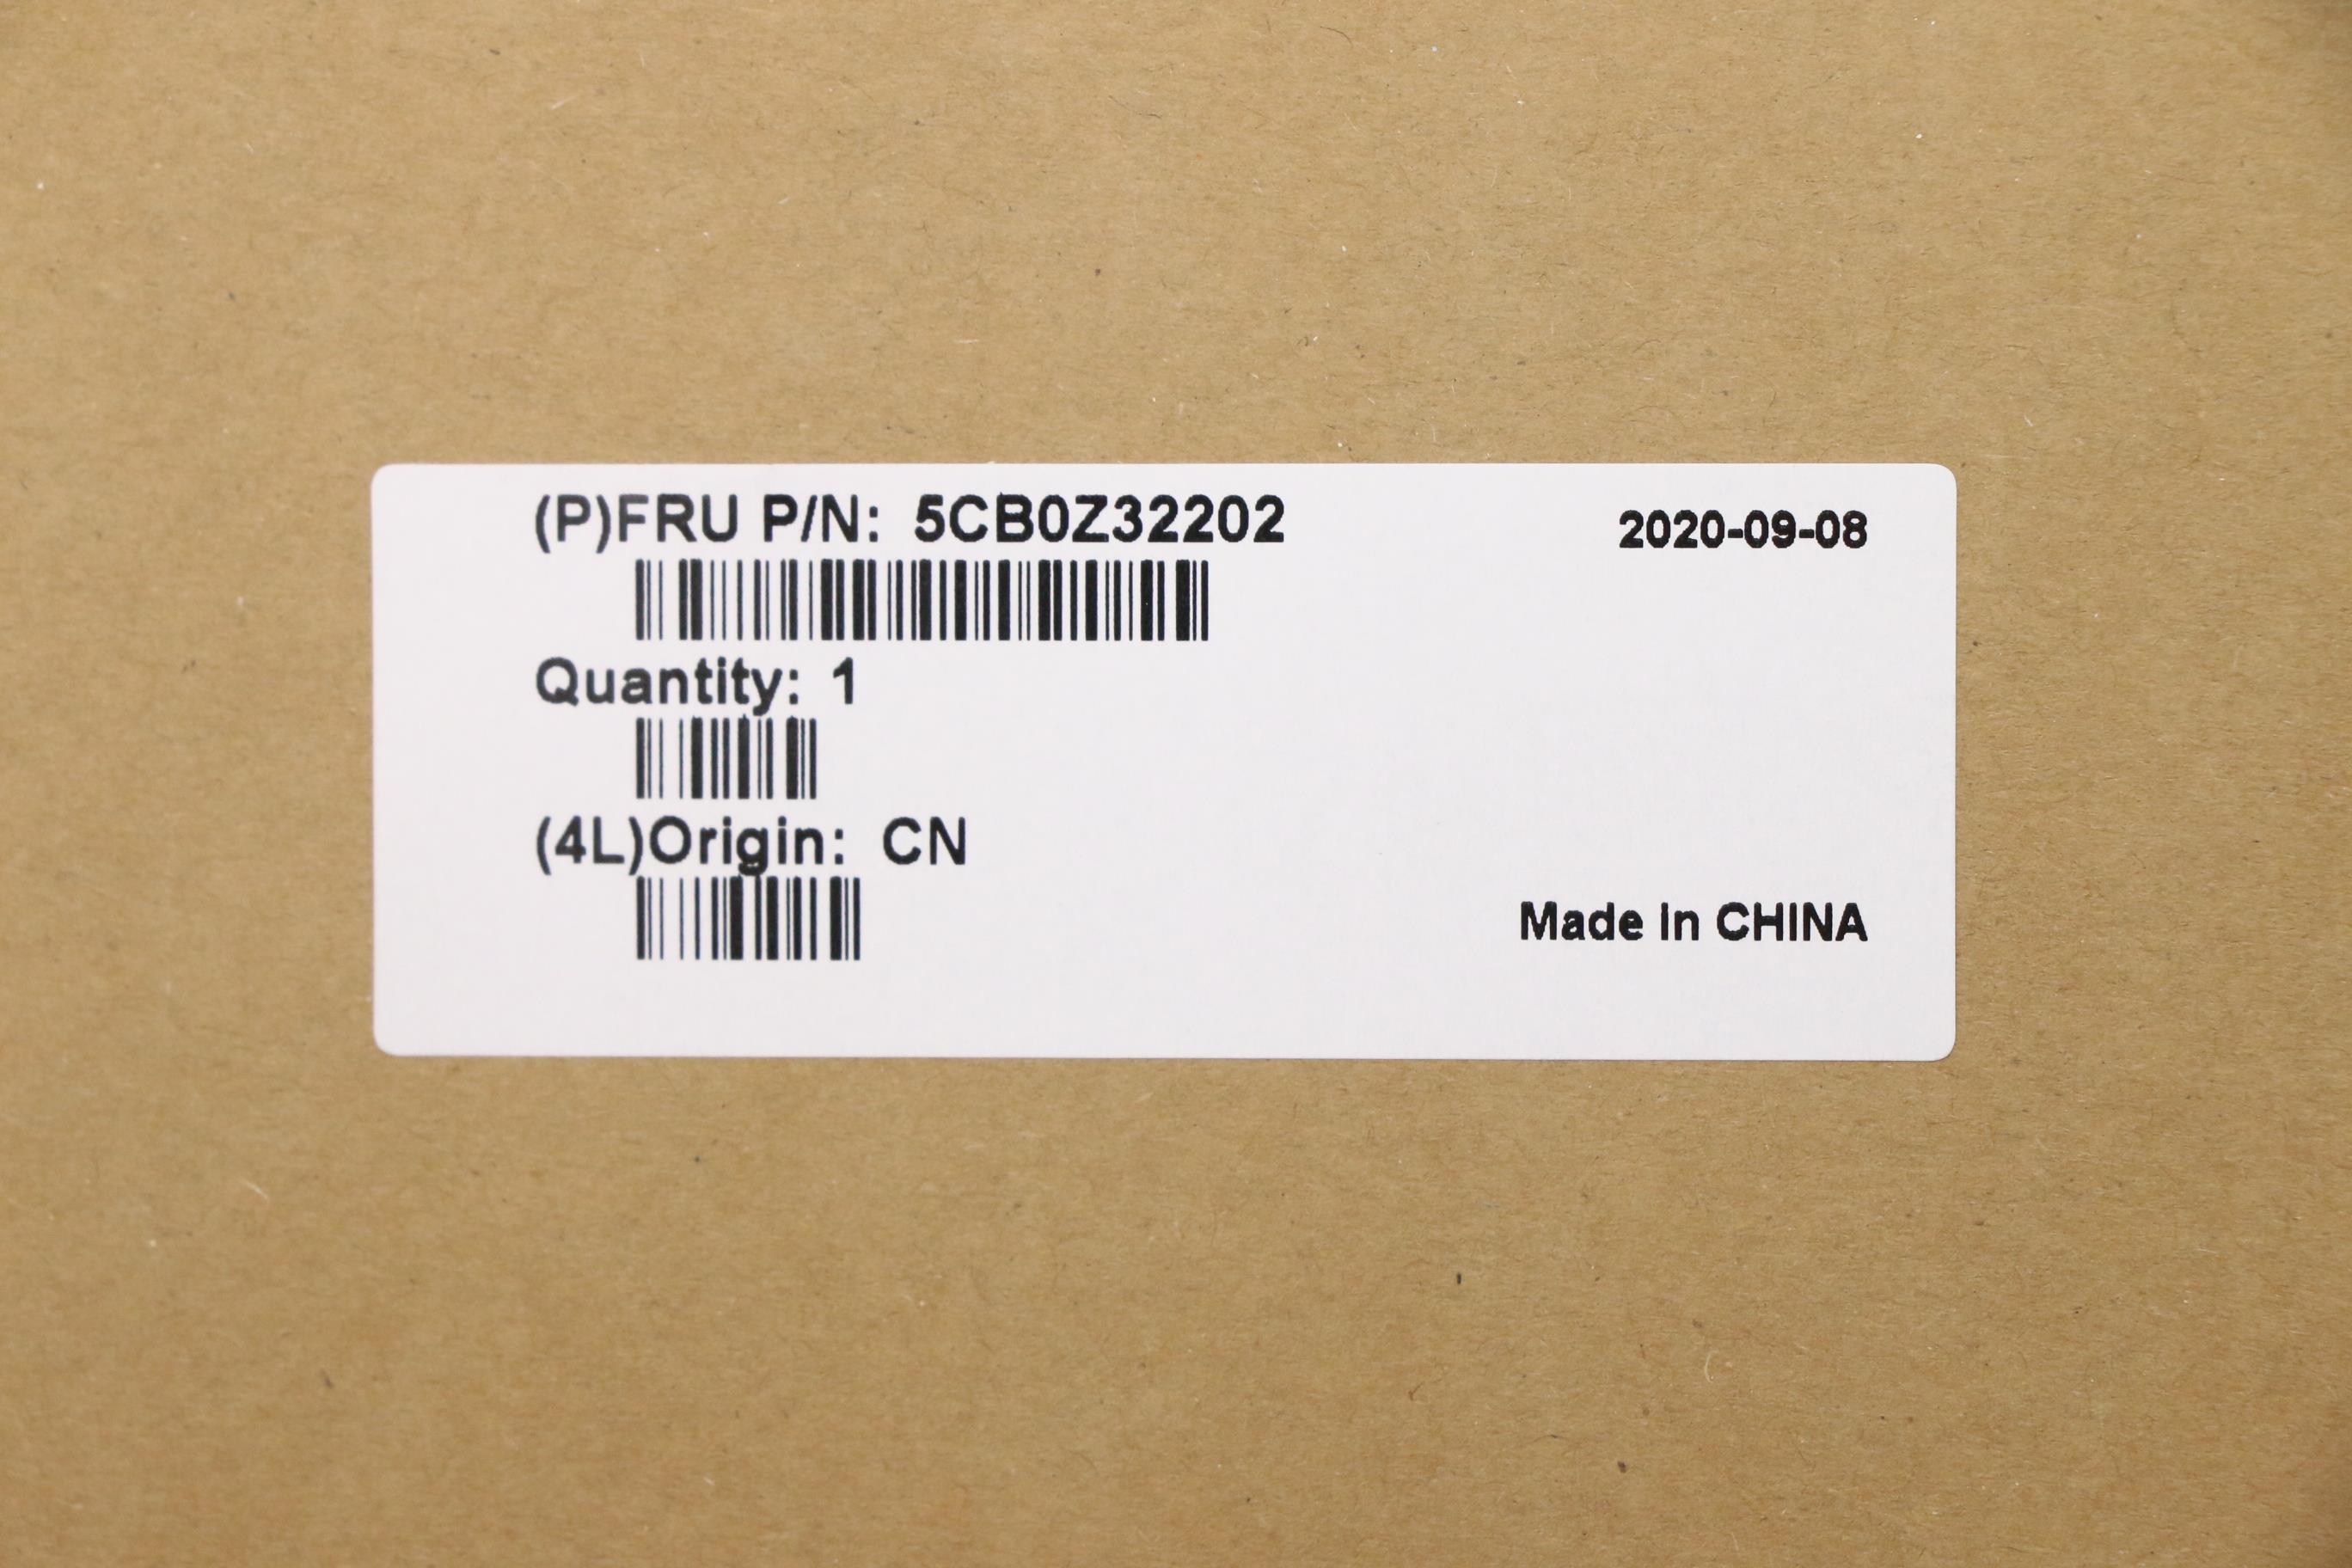 (P)FRU P/N: 5CB0Z32202
2020-09-08
Quantity: 1
(4L)Origin: CN
Made in CHINA